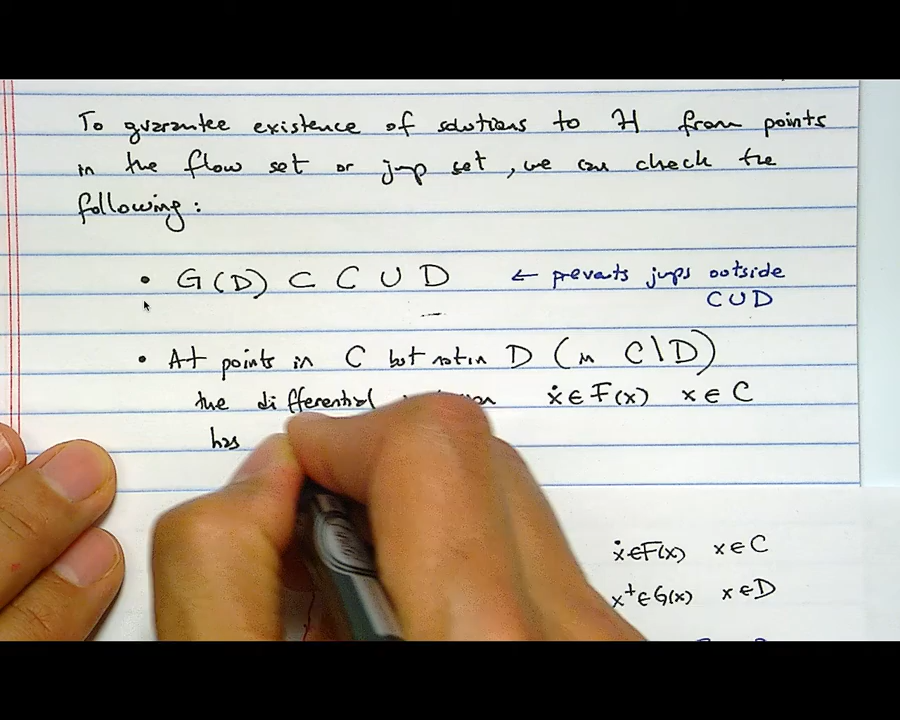 To guarantee existence of solutions to H from points
in the flow set or jump set, we can check the
following:
• G(D) ⊂ C ∪ D ← prevents jumps outside
C ∪ D
• At points in C but not in D (in C\D)
the differential ẋ ∈ F(x) x ∈ C
has
ẋ ∈ F(x) x ∈ C
x⁺ ∈ G(x) x ∈ D